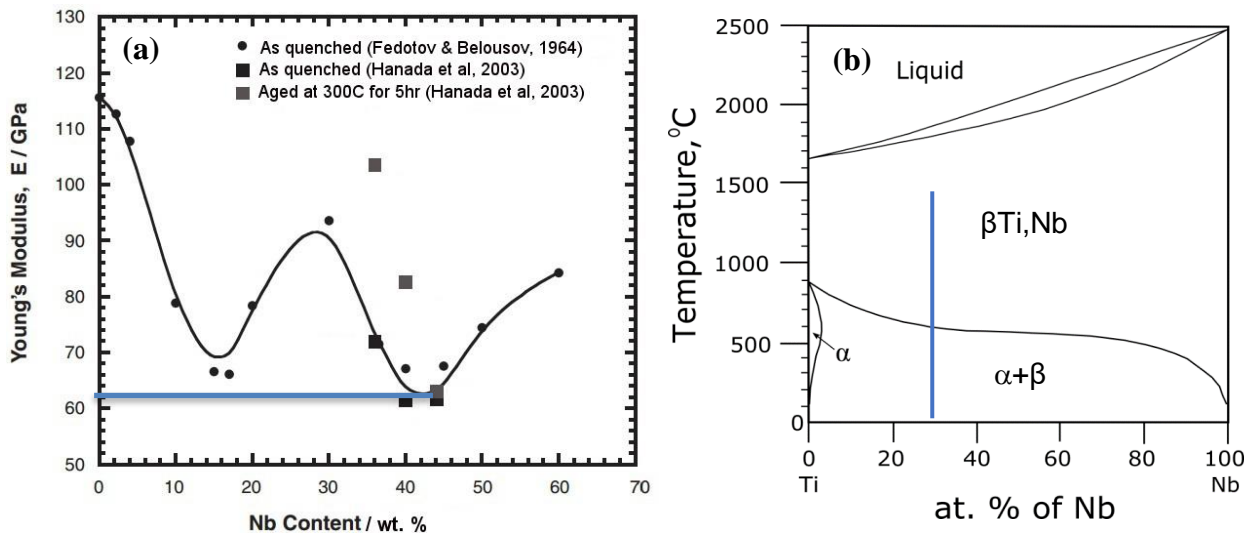 (a)
As quenched (Fedotov & Belousov, 1964)
As quenched (Hanada et al, 2003)
Aged at 300C for 5hr (Hanada et al, 2003)
Young's Modulus, E / GPa
130
120
110
100
90
80
70
60
50
0 10 20 30 40 50 60 70
Nb Content / wt. %
(b)
Liquid
βTi,Nb
α
α+β
Temperature,⁰C
2500
2000
1500
1000
500
0
0 20 40 60 80 100
Ti Nb
at. % of Nb